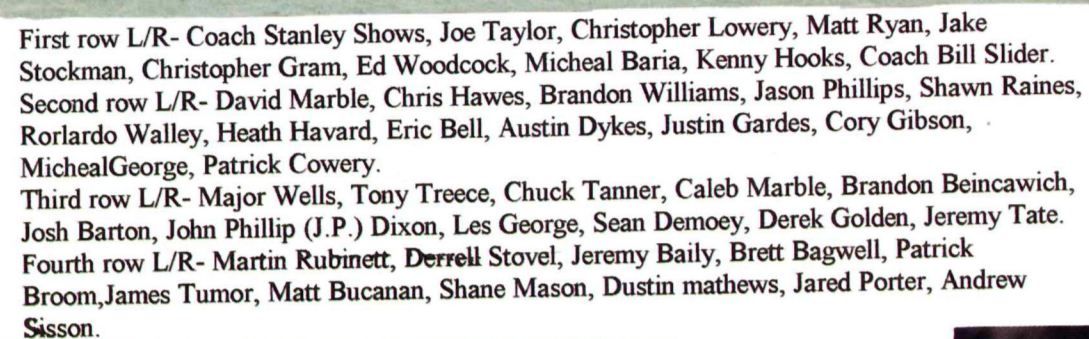 First row L/R- Coach Stanley Shows, Joe Taylor, Christopher Lowery, Matt Ryan, Jake
Stockman, Christopher Gram, Ed Woodcock, Micheal Baria, Kenny Hooks, Coach Bill Slider.
Second row L/R- David Marble, Chris Hawes, Brandon Williams, Jason Phillips, Shawn Raines,
Rorlardo Walley, Heath Havard, Eric Bell, Austin Dykes, Justin Gardes, Cory Gibson,
MichealGeorge, Patrick Cowery.
Third row L/R- Major Wells, Tony Treece, Chuck Tanner, Caleb Marble, Brandon Beincawich,
Josh Barton, John Phillip (J.P.) Dixon, Les George, Sean Demoey, Derek Golden, Jeremy Tate.
Fourth row L/R- Martin Rubinett, Derrell Stovel, Jeremy Baily, Brett Bagwell, Patrick
Broom,James Tumor, Matt Bucanan, Shane Mason, Dustin mathews, Jared Porter, Andrew
Sisson.